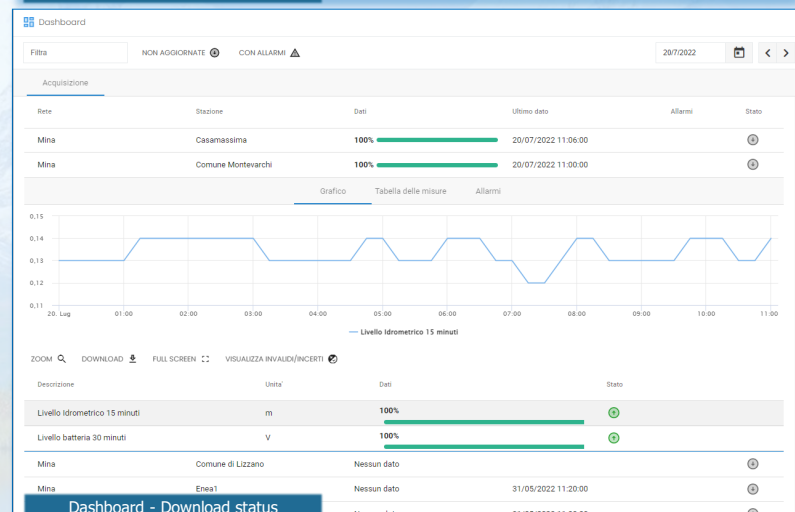 Dashboard
Filtra NON AGGIORNATE CON ALLARMI 20/7/2022
Acquisizione
Rete Stazione Dati Ultimo dato Allarmi Stato
Mina Casamassima 100% 20/07/2022 11:06:00
Mina Comune Montevarchi 100% 20/07/2022 11:00:00
Grafico Tabella delle misure Allarmi
0,15
0,14
0,13
0,12
0,11
20. Lug 01:00 02:00 03:00 04:00 05:00 06:00 07:00 08:00 09:00 10:00 11:00
Livello Idrometrico 15 minuti
ZOOM DOWNLOAD FULL SCREEN VISUALIZZA INVALIDI/INCERTI
Descrizione Unita' Dati Stato
Livello Idrometrico 15 minuti m 100%
Livello batteria 30 minuti V 100%
Mina Comune di Lizzano Nessun dato
Mina Enea1 Nessun dato 31/05/2022 11:20:00
Dashboard - Download status